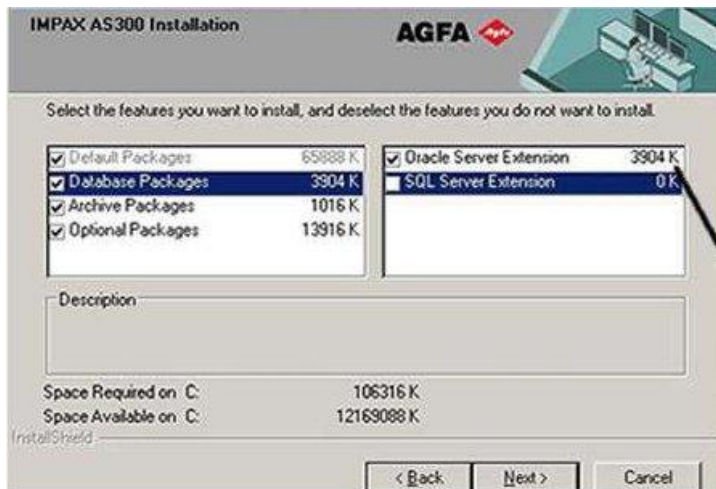 IMPAX AS300 Installation
AGFA
Agfa
Select the features you want to install, and deselect the features you do not want to install.
Default Packages 65888 K
Database Packages 3904 K
Archive Packages 1016 K
Optional Packages 13916 K
Oracle Server Extension 3904 K
SQL Server Extension 0 K
Description
Space Required on C: 106316 K
Space Available on C: 12169088 K
InstallShield
< Back
Next >
Cancel